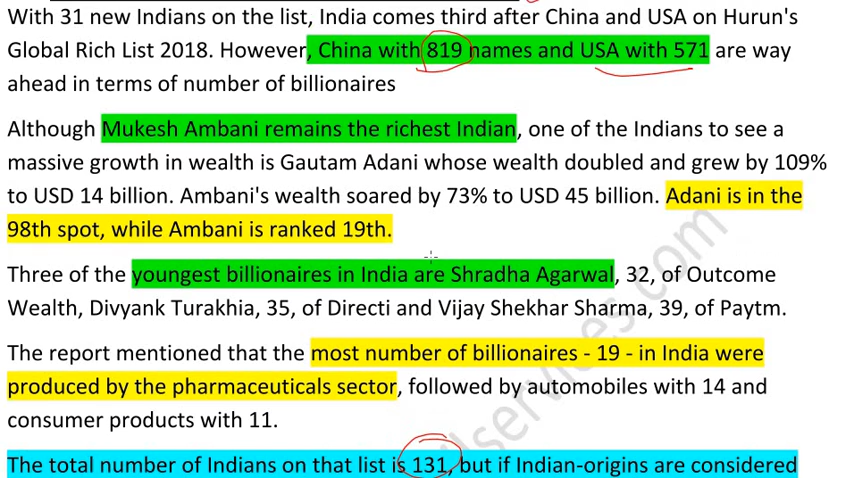 With 31 new Indians on the list, India comes third after China and USA on Hurun's
Global Rich List 2018. However, China with 819 names and USA with 571 are way
ahead in terms of number of billionaires
Although Mukesh Ambani remains the richest Indian, one of the Indians to see a
massive growth in wealth is Gautam Adani whose wealth doubled and grew by 109%
to USD 14 billion. Ambani's wealth soared by 73% to USD 45 billion. Adani is in the
98th spot, while Ambani is ranked 19th.
Three of the youngest billionaires in India are Shradha Agarwal, 32, of Outcome
Wealth, Divyank Turakhia, 35, of Directi and Vijay Shekhar Sharma, 39, of Paytm.
The report mentioned that the most number of billionaires - 19 - in India were
produced by the pharmaceuticals sector, followed by automobiles with 14 and
consumer products with 11.
The total number of Indians on that list is 131, but if Indian-origins are considered